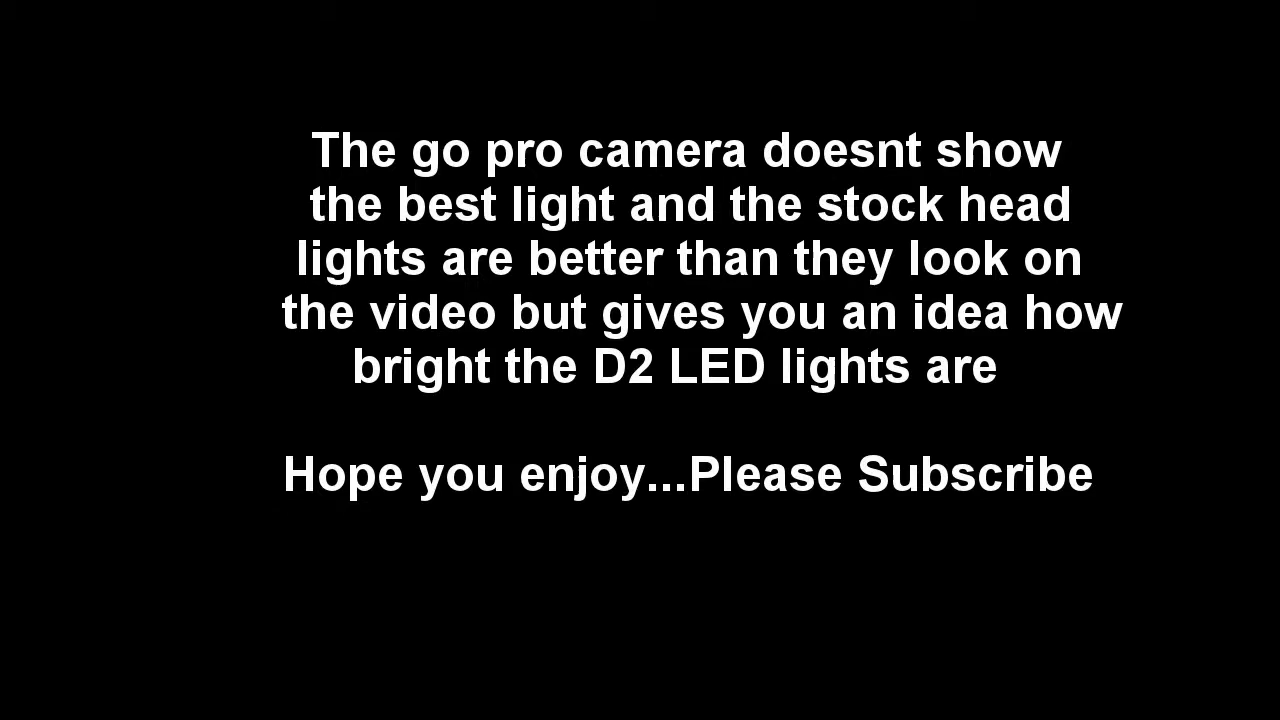 The go pro camera doesnt show
the best light and the stock head
lights are better than they look on
the video but gives you an idea how
bright the D2 LED lights are
Hope you enjoy...Please Subscribe